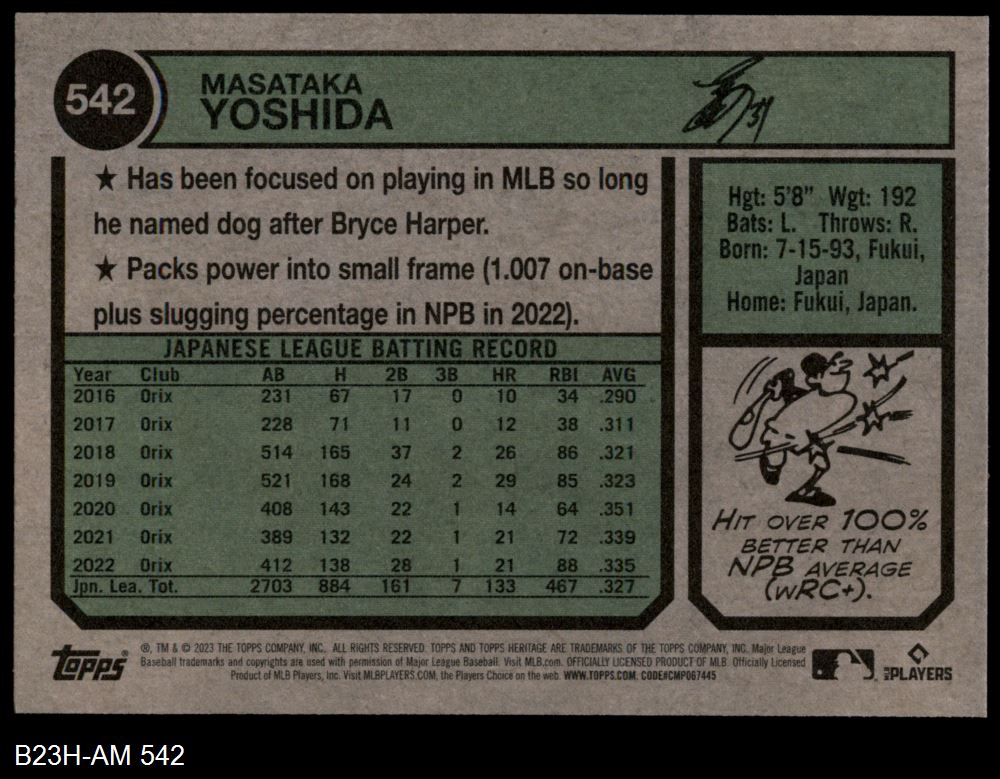 542
MASATAKA
YOSHIDA
★ Has been focused on playing in MLB so long
he named dog after Bryce Harper.
★ Packs power into small frame (1.007 on-base
plus slugging percentage in NPB in 2022).
Hgt: 5'8" Wgt: 192
Bats: L. Throws: R.
Born: 7-15-93, Fukui,
Japan
Home: Fukui, Japan.
JAPANESE LEAGUE BATTING RECORD
Year Club AB H 2B 3B HR RBI AVG
2016 Orix 231 67 17 0 10 34 .290
2017 Orix 228 71 11 0 12 38 .311
2018 Orix 514 165 37 2 26 86 .321
2019 Orix 521 168 24 2 29 85 .323
2020 Orix 408 143 22 1 14 64 .351
2021 Orix 389 132 22 1 21 72 .339
2022 Orix 412 138 28 1 21 88 .335
Jpn. Lea. Tot. 2703 884 161 7 133 467 .327
HIT OVER 100%
BETTER THAN
NPB AVERAGE
(wRC+).
Topps
®, TM & © 2023 THE TOPPS COMPANY, INC. ALL RIGHTS RESERVED. TOPPS AND TOPPS HERITAGE ARE TRADEMARKS OF THE TOPPS COMPANY, INC. Major League
Baseball trademarks and copyrights are used with permission of Major League Baseball. Visit MLB.com. OFFICIALLY LICENSED PRODUCT OF MLB. Officially Licensed
Product of MLB Players, Inc. Visit MLBPLAYERS.COM, the Players Choice on the web. WWW.TOPPS.COM. CODE#CMP067445
MLB PLAYERS
B23H-AM 542